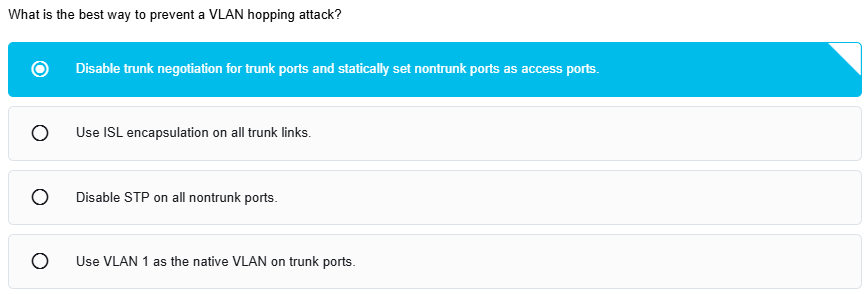 What is the best way to prevent a VLAN hopping attack?
Disable trunk negotiation for trunk ports and statically set nontrunk ports as access ports.
Use ISL encapsulation on all trunk links.
Disable STP on all nontrunk ports.
Use VLAN 1 as the native VLAN on trunk ports.